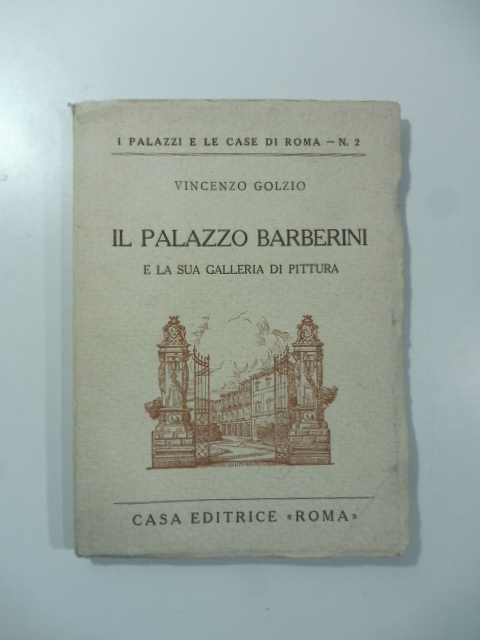 I PALAZZI E LE CASE DI ROMA – N. 2
VINCENZO GOLZIO
IL PALAZZO BARBERINI
E LA SUA GALLERIA DI PITTURA
CASA EDITRICE «ROMA»